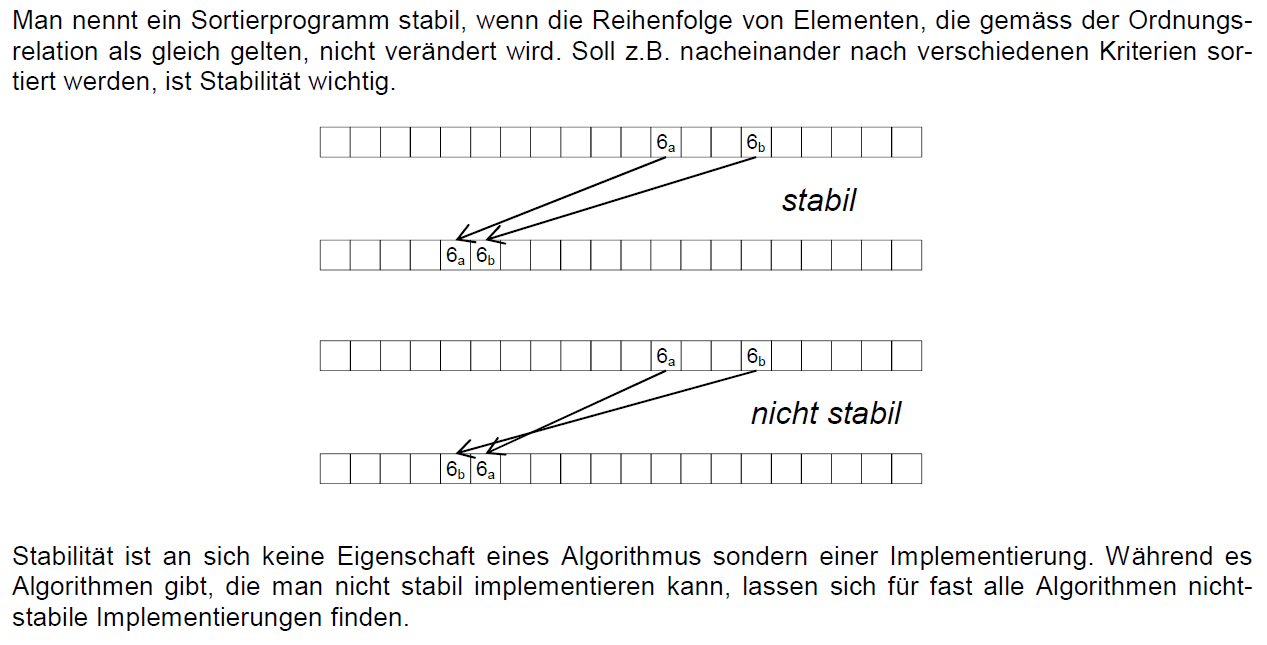 Man nennt ein Sortierprogramm stabil, wenn die Reihenfolge von Elementen, die gemäss der Ordnungs-
relation als gleich gelten, nicht verändert wird. Soll z.B. nacheinander nach verschiedenen Kriterien sor-
tiert werden, ist Stabilität wichtig.
6a 6b
stabil
6a 6b
6a 6b
nicht stabil
6b 6a
Stabilität ist an sich keine Eigenschaft eines Algorithmus sondern einer Implementierung. Während es
Algorithmen gibt, die man nicht stabil implementieren kann, lassen sich für fast alle Algorithmen nicht-
stabile Implementierungen finden.